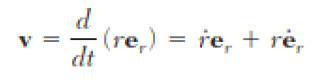 v = d/dt (re_r) = ṙe_r + rė_r